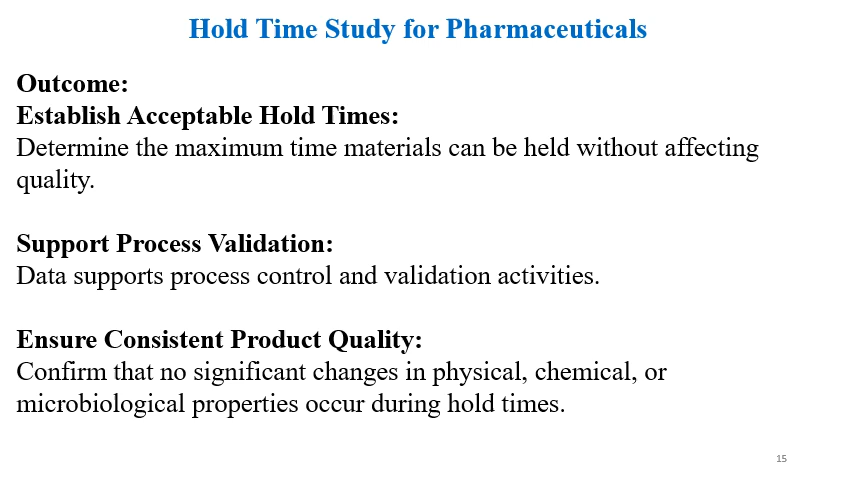 Hold Time Study for Pharmaceuticals
Outcome:
Establish Acceptable Hold Times:
Determine the maximum time materials can be held without affecting
quality.
Support Process Validation:
Data supports process control and validation activities.
Ensure Consistent Product Quality:
Confirm that no significant changes in physical, chemical, or
microbiological properties occur during hold times.
15